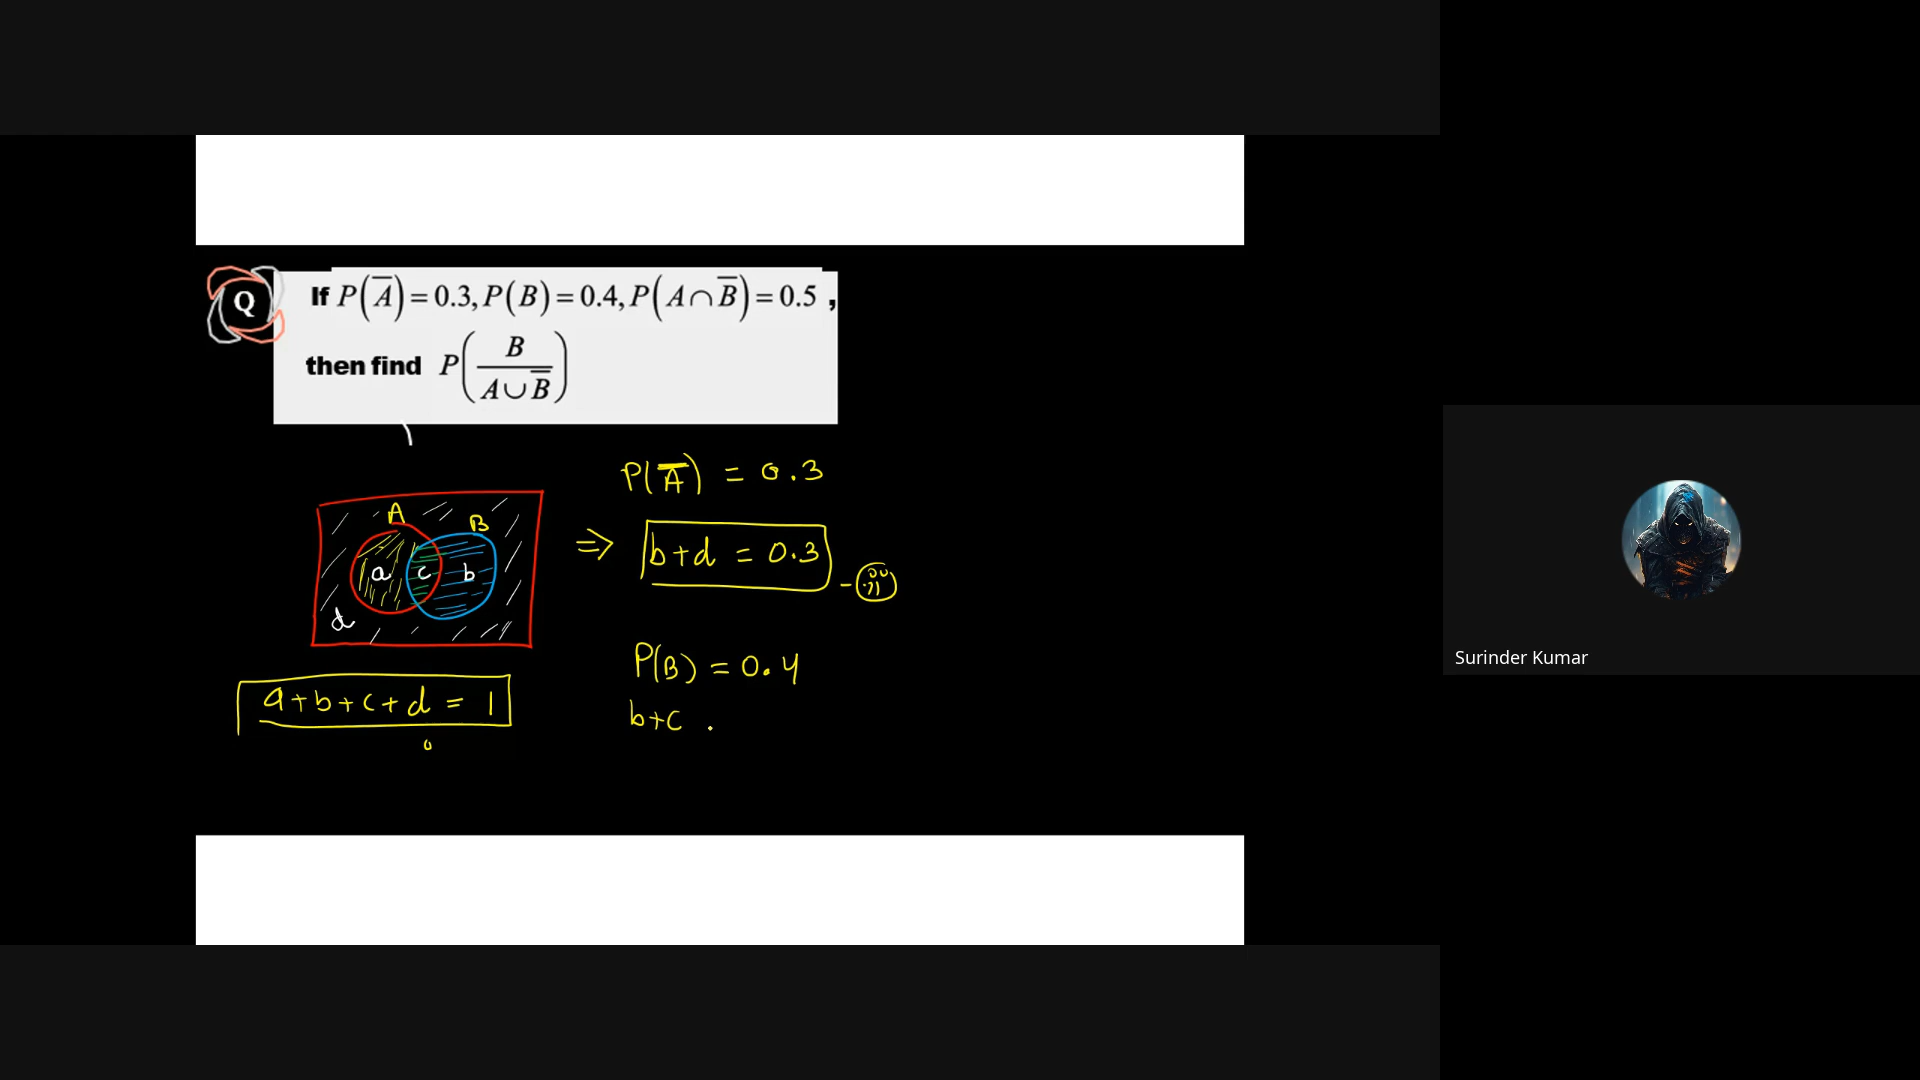 Q
If P(A̅) = 0.3, P(B) = 0.4, P(A ∩ B̅) = 0.5 ,
then find P(B / A ∪ B̅)
P(A̅) = 0.3
A
B
⇒ b+d = 0.3
a c b
d
P(B) = 0.4
a+b+c+d = 1
b+c .
Surinder Kumar